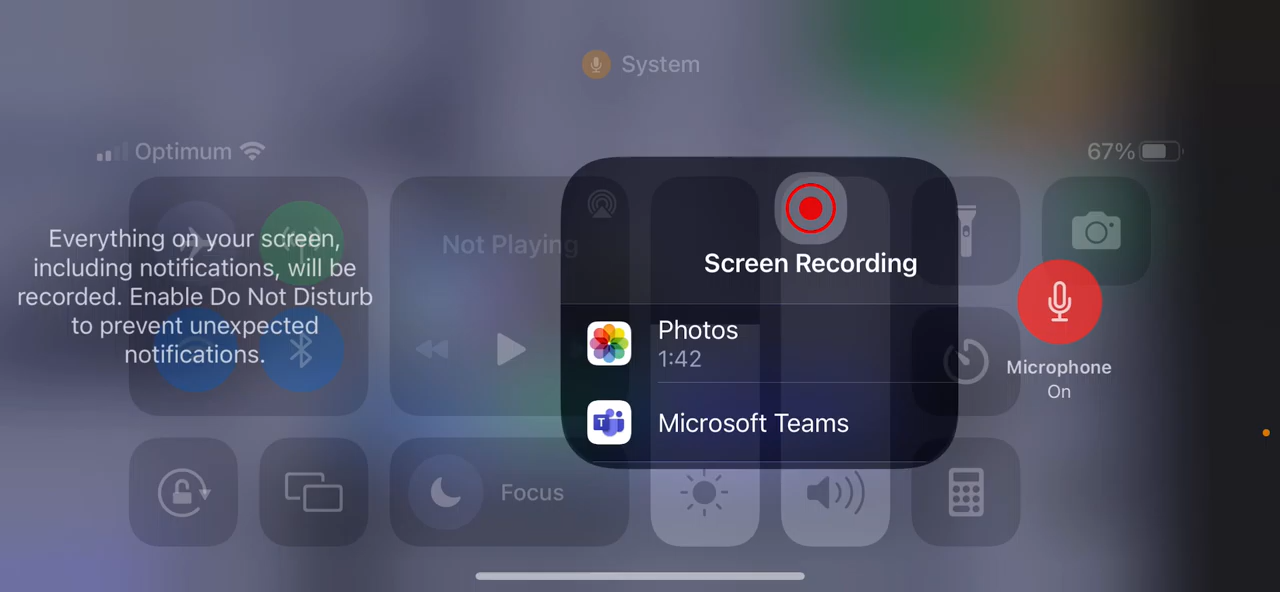 System
Optimum
67%
Everything on your screen,
including notifications, will be
recorded. Enable Do Not Disturb
to prevent unexpected
notifications.
Not Playing
Screen Recording
Photos
1:42
Microsoft Teams
Microphone
On
Focus